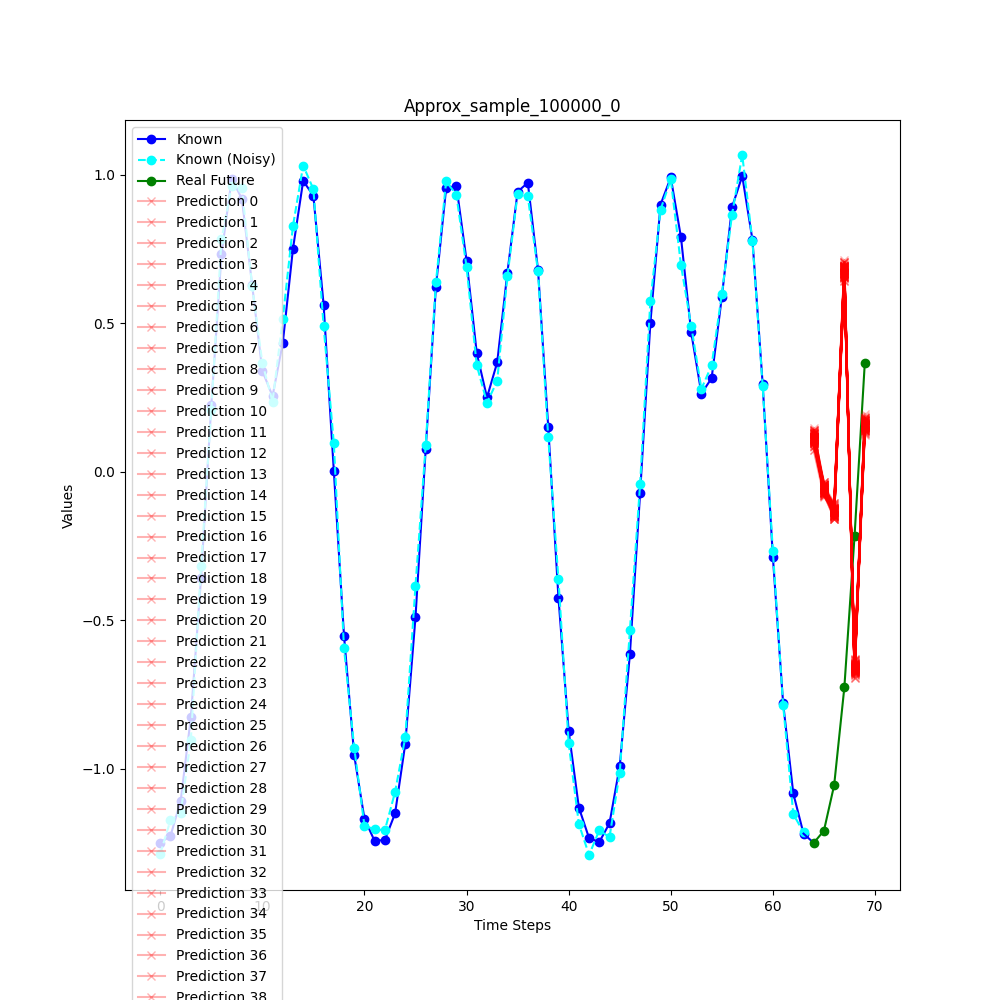 Approx_sample_100000_0
Known
Known (Noisy)
Real Future
Prediction 0
Prediction 1
Prediction 2
Prediction 3
Prediction 4
Prediction 5
Prediction 6
Prediction 7
Prediction 8
Prediction 9
Prediction 10
Prediction 11
Prediction 12
Prediction 13
Prediction 14
Prediction 15
Prediction 16
Prediction 17
Prediction 18
Prediction 19
Prediction 20
Prediction 21
Prediction 22
Prediction 23
Prediction 24
Prediction 25
Prediction 26
Prediction 27
Prediction 28
Prediction 29
Prediction 30
Prediction 31
Prediction 32
Prediction 33
Prediction 34
Prediction 35
Prediction 36
Prediction 37
Prediction 38
1.0
0.5
0.0
−0.5
−1.0
Values
0 10 20 30 40 50 60 70
Time Steps